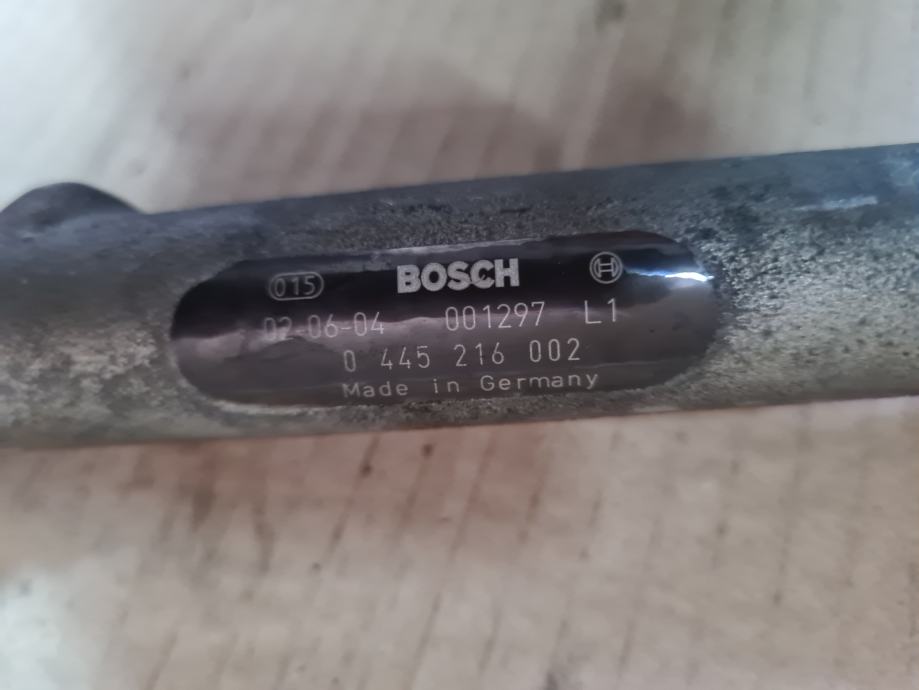 015 BOSCH
02-06-04 001297 L1
0 445 216 002
Made in Germany